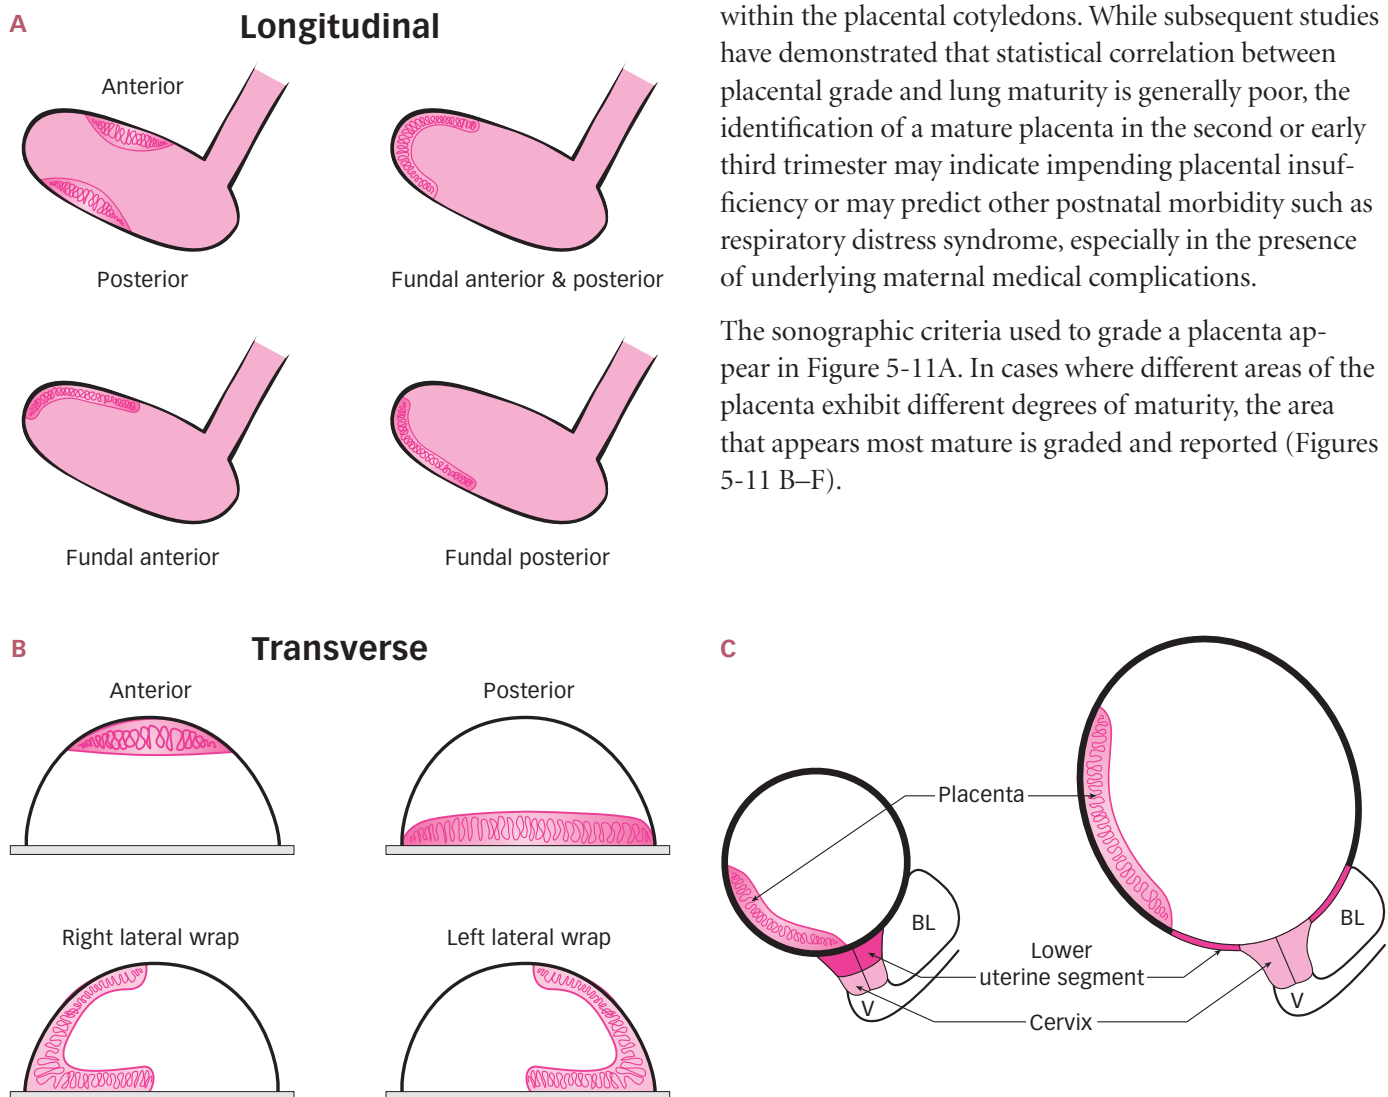 A
Longitudinal
Anterior
Posterior
Fundal anterior & posterior
Fundal anterior
Fundal posterior
within the placental cotyledons. While subsequent studies
have demonstrated that statistical correlation between
placental grade and lung maturity is generally poor, the
identification of a mature placenta in the second or early
third trimester may indicate impending placental insuf-
ficiency or may predict other postnatal morbidity such as
respiratory distress syndrome, especially in the presence
of underlying maternal medical complications.
The sonographic criteria used to grade a placenta ap-
pear in Figure 5-11A. In cases where different areas of the
placenta exhibit different degrees of maturity, the area
that appears most mature is graded and reported (Figures
5-11 B–F).
B
Transverse
Anterior
Posterior
Right lateral wrap
Left lateral wrap
C
Placenta
BL
BL
Lower
uterine segment
V
V
Cervix